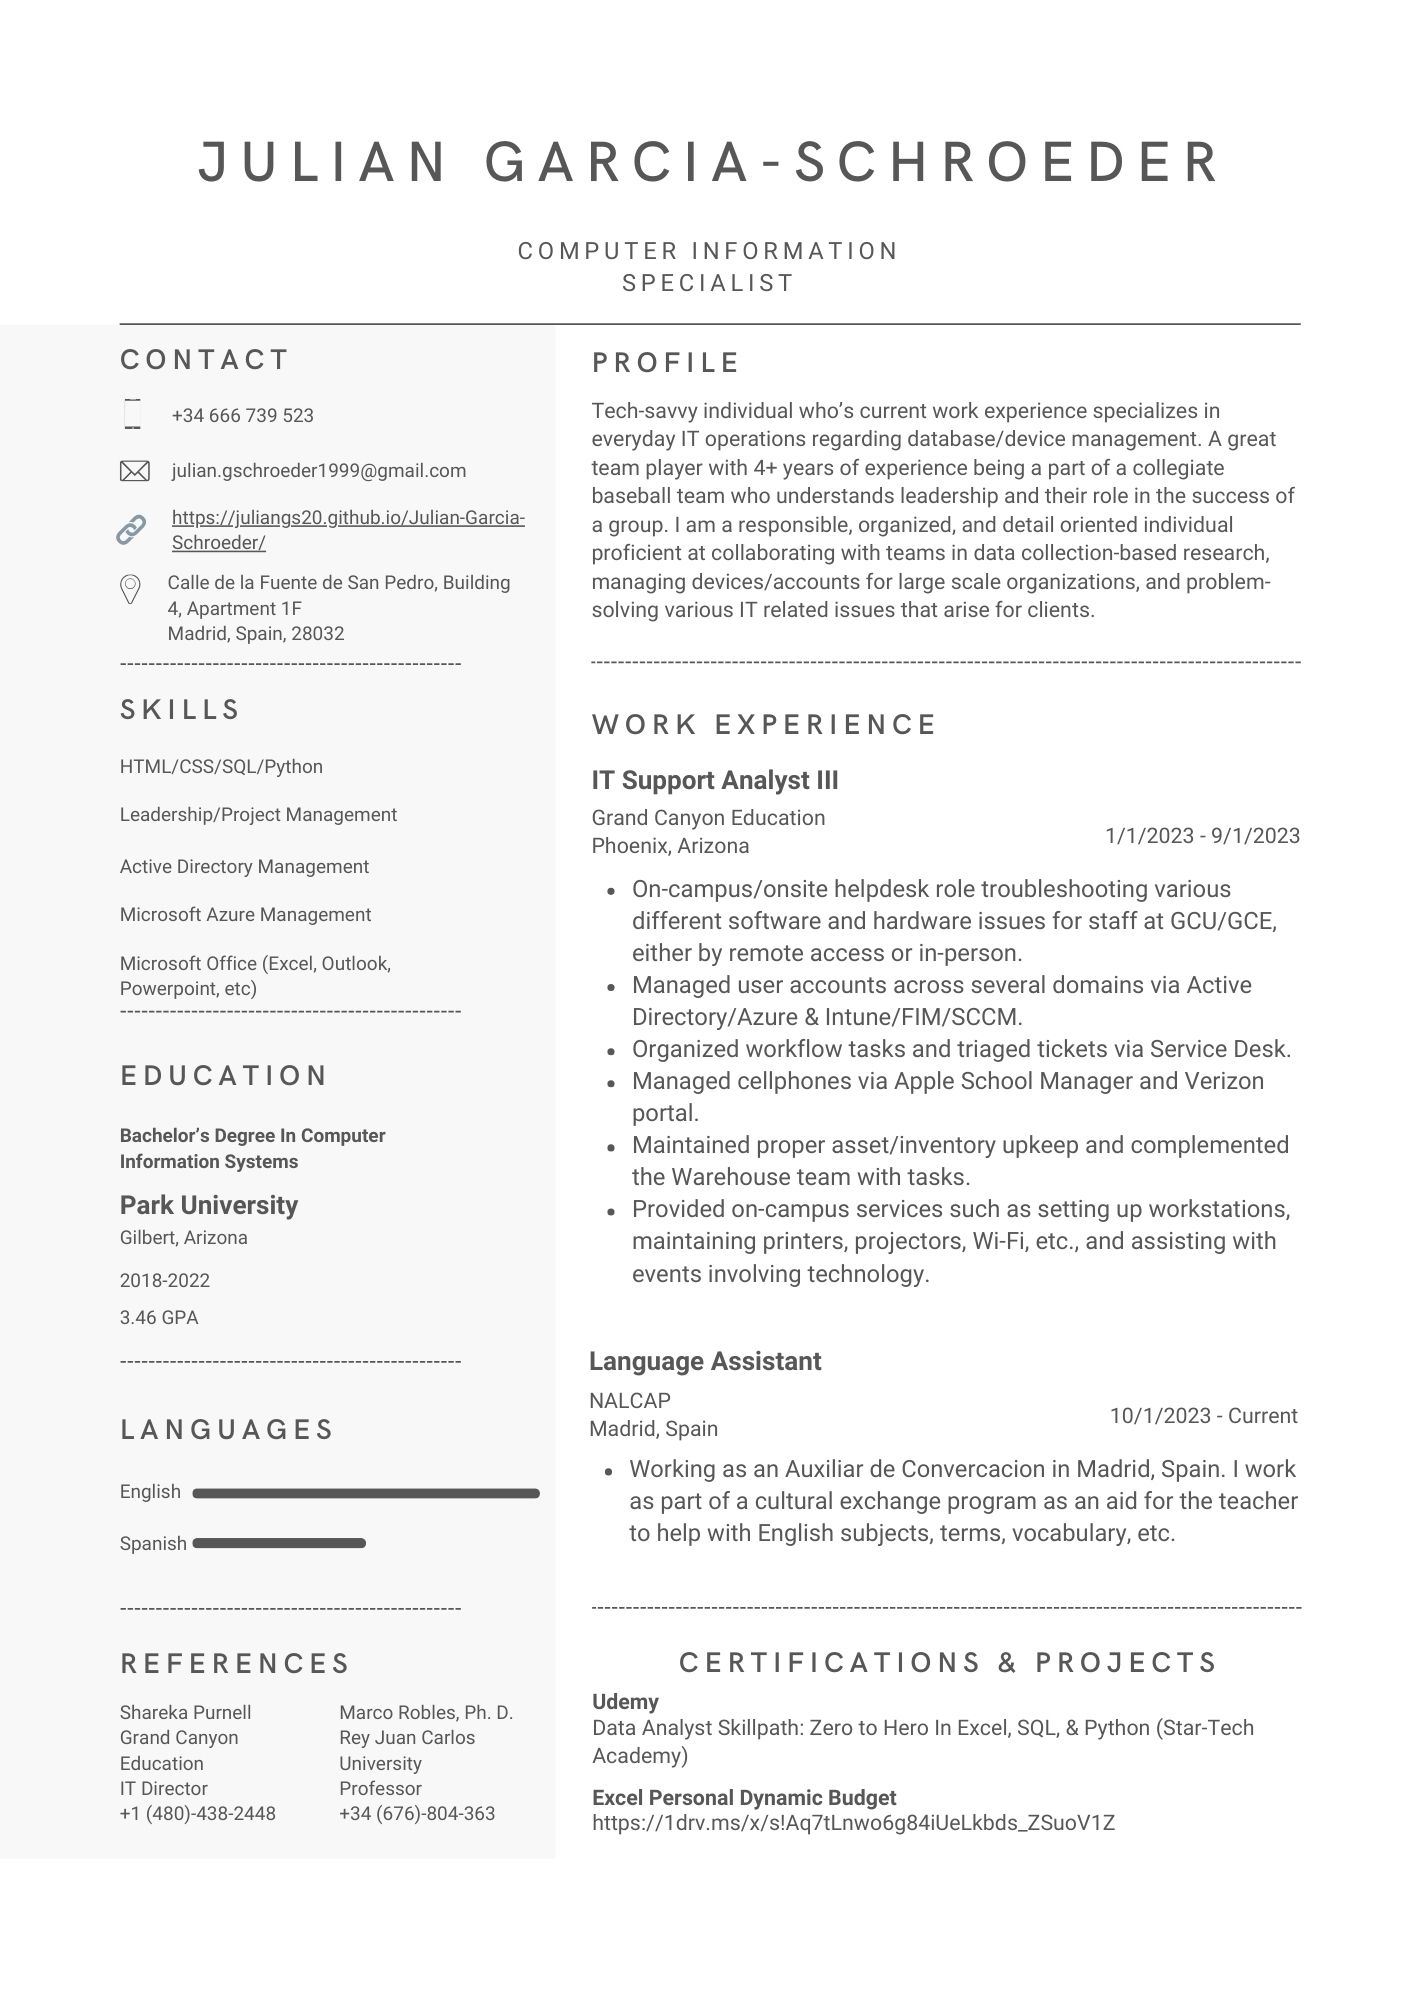 JULIAN GARCIA-SCHROEDER
COMPUTER INFORMATION
SPECIALIST
CONTACT
+34 666 739 523
julian.gschroeder1999@gmail.com
https://juliangs20.github.io/Julian-Garcia-
Schroeder/
Calle de la Fuente de San Pedro, Building
4, Apartment 1F
Madrid, Spain, 28032
SKILLS
HTML/CSS/SQL/Python
Leadership/Project Management
Active Directory Management
Microsoft Azure Management
Microsoft Office (Excel, Outlook,
Powerpoint, etc)
EDUCATION
Bachelor’s Degree In Computer
Information Systems
Park University
Gilbert, Arizona
2018-2022
3.46 GPA
LANGUAGES
English
Spanish
REFERENCES
Shareka Purnell
Grand Canyon
Education
IT Director
+1 (480)-438-2448
Marco Robles, Ph. D.
Rey Juan Carlos
University
Professor
+34 (676)-804-363
PROFILE
Tech-savvy individual who’s current work experience specializes in
everyday IT operations regarding database/device management. A great
team player with 4+ years of experience being a part of a collegiate
baseball team who understands leadership and their role in the success of
a group. I am a responsible, organized, and detail oriented individual
proficient at collaborating with teams in data collection-based research,
managing devices/accounts for large scale organizations, and problem-
solving various IT related issues that arise for clients.
WORK EXPERIENCE
IT Support Analyst III
Grand Canyon Education
Phoenix, Arizona
1/1/2023 - 9/1/2023
• On-campus/onsite helpdesk role troubleshooting various
different software and hardware issues for staff at GCU/GCE,
either by remote access or in-person.
• Managed user accounts across several domains via Active
Directory/Azure & Intune/FIM/SCCM.
• Organized workflow tasks and triaged tickets via Service Desk.
• Managed cellphones via Apple School Manager and Verizon
portal.
• Maintained proper asset/inventory upkeep and complemented
the Warehouse team with tasks.
• Provided on-campus services such as setting up workstations,
maintaining printers, projectors, Wi-Fi, etc., and assisting with
events involving technology.
Language Assistant
NALCAP
Madrid, Spain
10/1/2023 - Current
• Working as an Auxiliar de Convercacion in Madrid, Spain. I work
as part of a cultural exchange program as an aid for the teacher
to help with English subjects, terms, vocabulary, etc.
CERTIFICATIONS & PROJECTS
Udemy
Data Analyst Skillpath: Zero to Hero In Excel, SQL, & Python (Star-Tech
Academy)
Excel Personal Dynamic Budget
https://1drv.ms/x/s!Aq7tLnwo6g84iUeLkbds_ZSuoV1Z